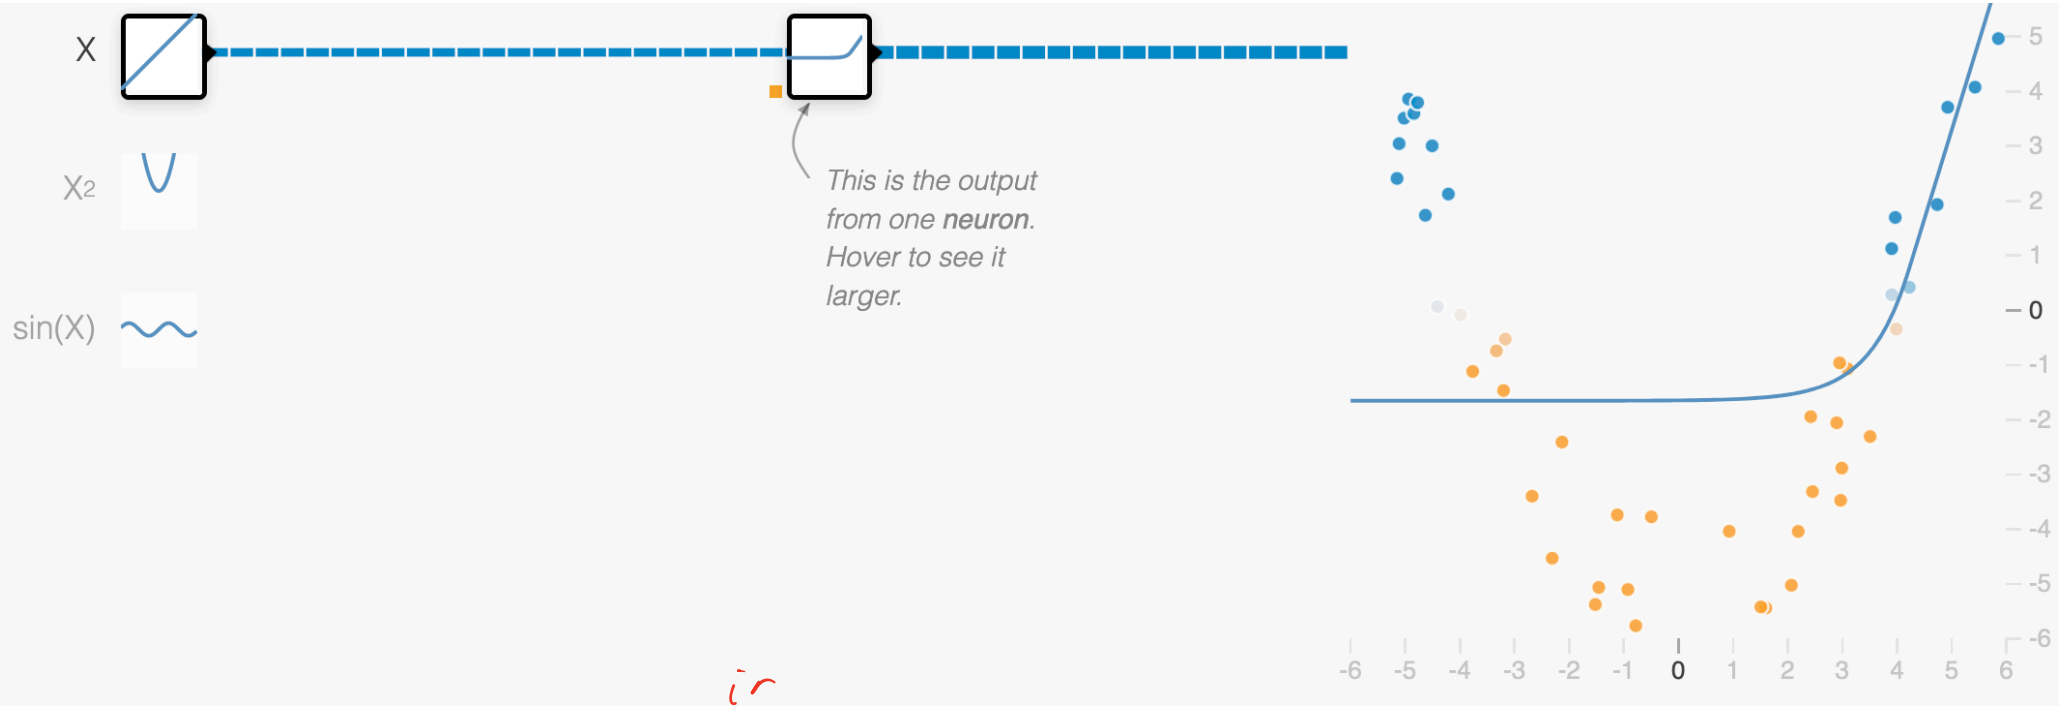 X
X2
sin(X)
This is the output
from one neuron.
Hover to see it
larger.
5
4
3
2
1
0
-1
-2
-3
-4
-5
-6
-6 -5 -4 -3 -2 -1 0 1 2 3 4 5 6